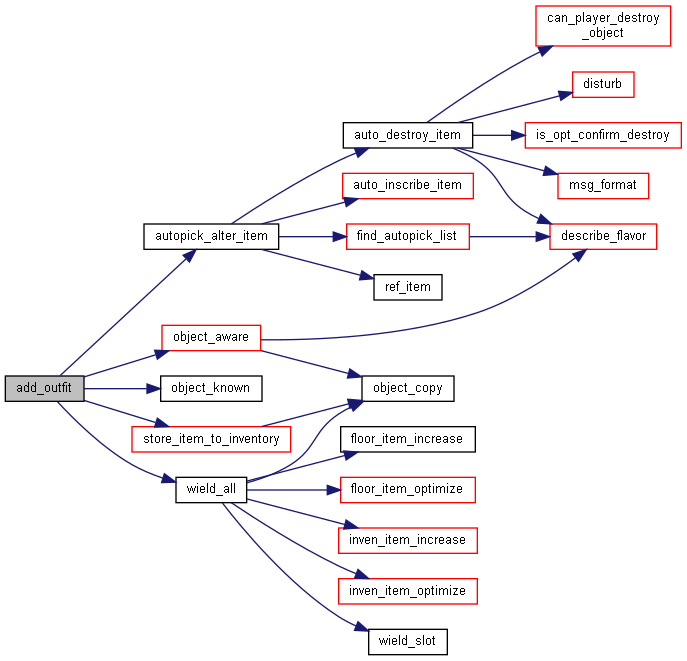 can_player_destroy
_object
disturb
auto_destroy_item
is_opt_confirm_destroy
auto_inscribe_item
msg_format
autopick_alter_item
find_autopick_list
describe_flavor
ref_item
object_aware
add_outfit
object_known
object_copy
store_item_to_inventory
floor_item_increase
wield_all
floor_item_optimize
inven_item_increase
inven_item_optimize
wield_slot